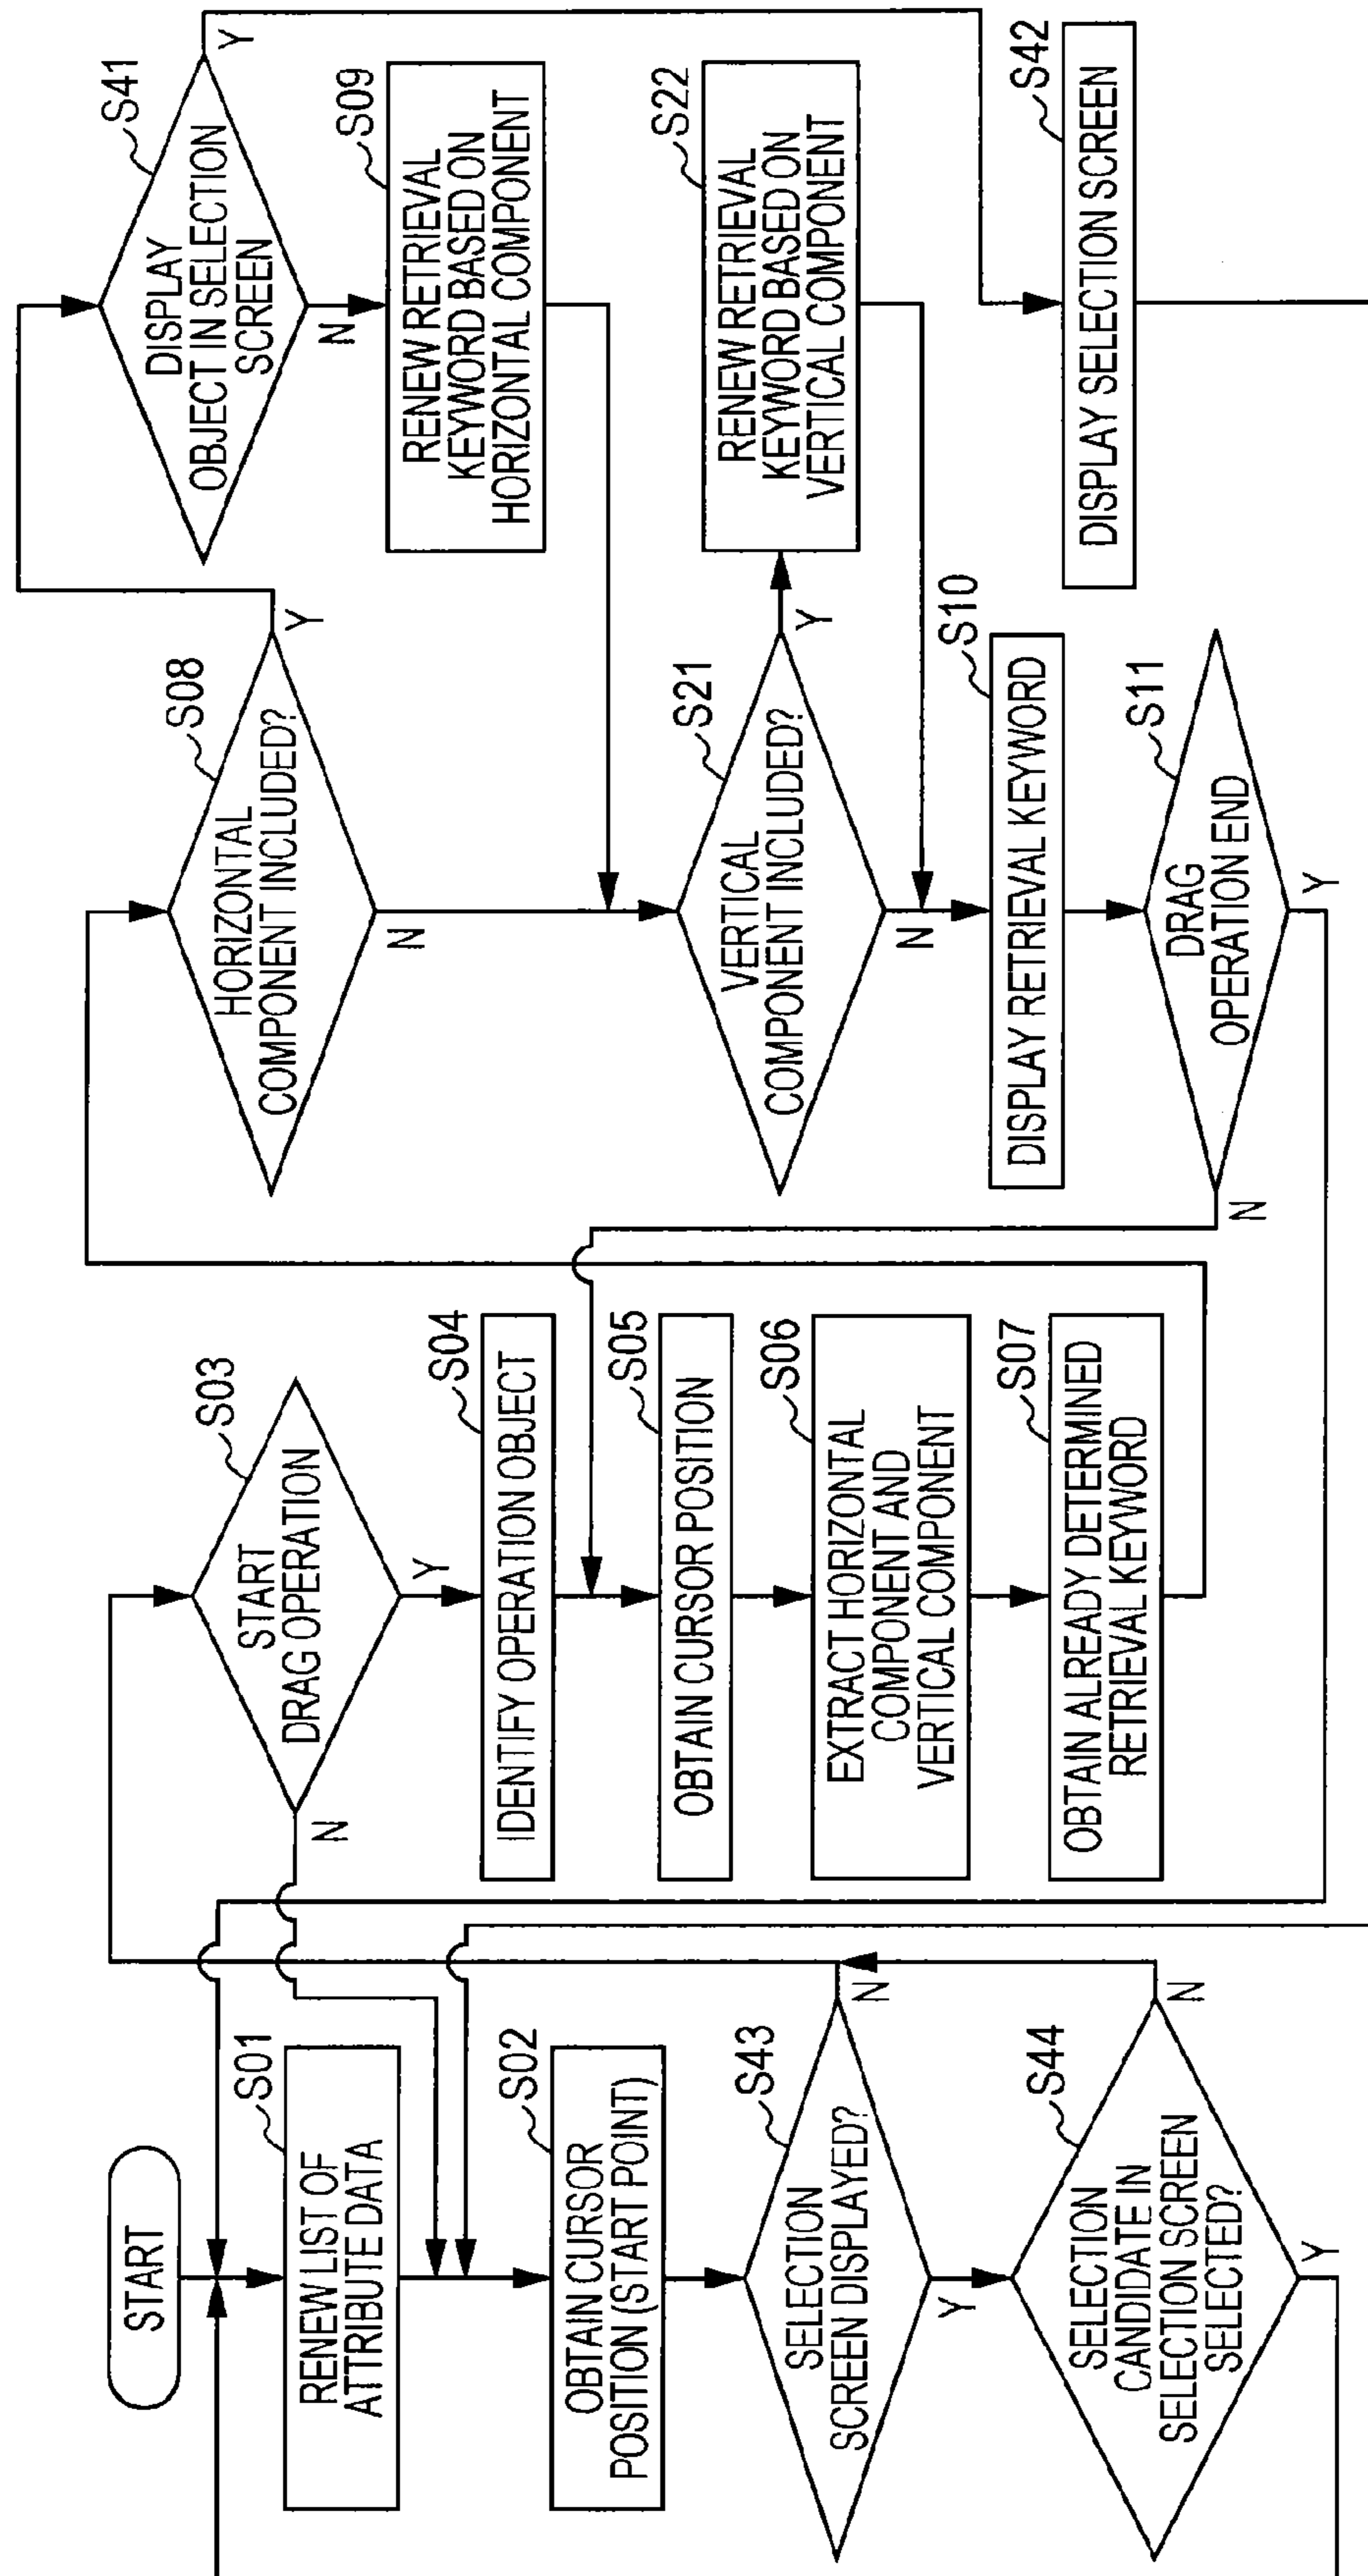 START
S01
RENEW LIST OF
ATTRIBUTE DATA
S02
OBTAIN CURSOR
POSITION (START POINT)
S43
SELECTION
SCREEN DISPLAYED?
N
Y
S44
SELECTION
CANDIDATE IN
SELECTION SCREEN
SELECTED?
N
Y
S03
START
DRAG OPERATION
N
Y
S04
IDENTIFY OPERATION OBJECT
S05
OBTAIN CURSOR POSITION
S06
EXTRACT HORIZONTAL
COMPONENT AND
VERTICAL COMPONENT
S07
OBTAIN ALREADY DETERMINED
RETRIEVAL KEYWORD
S08
HORIZONTAL
COMPONENT INCLUDED?
Y
N
S21
VERTICAL
COMPONENT INCLUDED?
Y
N
S10
DISPLAY RETRIEVAL KEYWORD
S11
DRAG
OPERATION END
N
Y
S41
DISPLAY
OBJECT IN SELECTION
SCREEN
Y
N
S09
RENEW RETRIEVAL
KEYWORD BASED ON
HORIZONTAL COMPONENT
S22
RENEW RETRIEVAL
KEYWORD BASED ON
VERTICAL COMPONENT
S42
DISPLAY SELECTION SCREEN